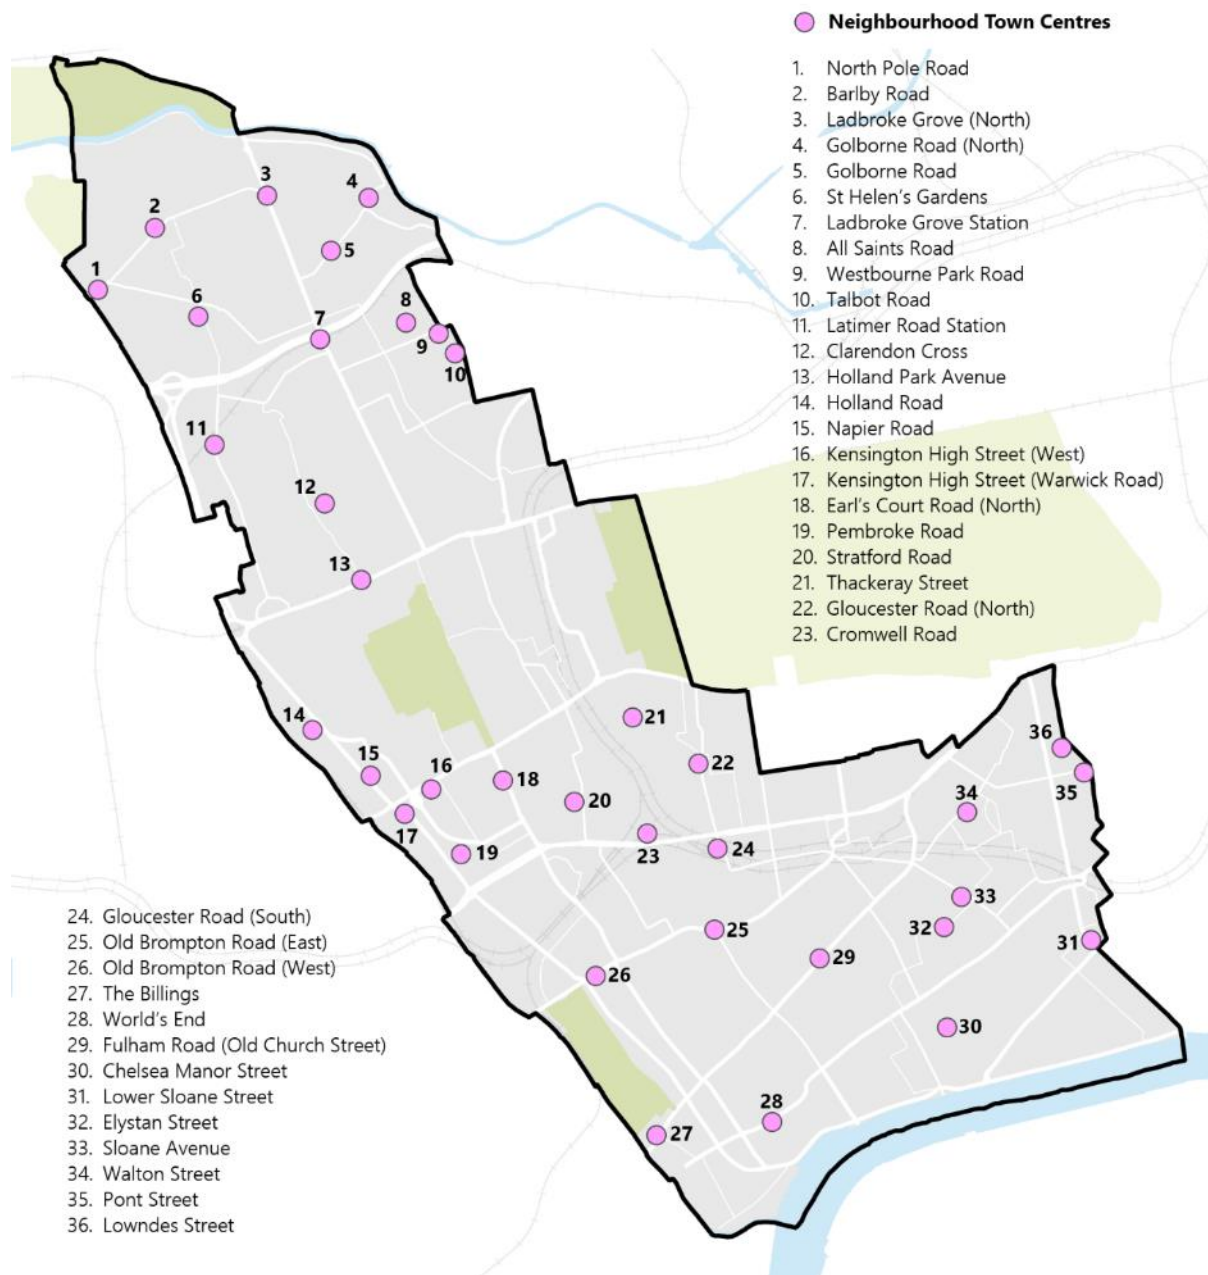 Neighbourhood Town Centres
1. North Pole Road
2. Barlby Road
3. Ladbroke Grove (North)
4. Golborne Road (North)
5. Golborne Road
6. St Helen's Gardens
7. Ladbroke Grove Station
8. All Saints Road
9. Westbourne Park Road
10. Talbot Road
11. Latimer Road Station
12. Clarendon Cross
13. Holland Park Avenue
14. Holland Road
15. Napier Road
16. Kensington High Street (West)
17. Kensington High Street (Warwick Road)
18. Earl's Court Road (North)
19. Pembroke Road
20. Stratford Road
21. Thackeray Street
22. Gloucester Road (North)
23. Cromwell Road
3
4
2
5
1
6
8
7
9
10
11
12
13
14
21
36
15
22
16
18
35
20
34
17
23
24
19
33
25
32
31
29
26
30
28
27
24. Gloucester Road (South)
25. Old Brompton Road (East)
26. Old Brompton Road (West)
27. The Billings
28. World's End
29. Fulham Road (Old Church Street)
30. Chelsea Manor Street
31. Lower Sloane Street
32. Elystan Street
33. Sloane Avenue
34. Walton Street
35. Pont Street
36. Lowndes Street